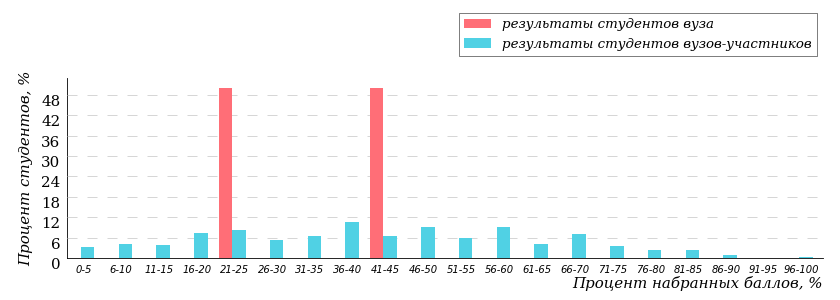 результаты студентов вуза
результаты студентов вузов-участников
Процент студентов, %
48
42
36
30
24
18
12
6
0
0-5 6-10 11-15 16-20 21-25 26-30 31-35 36-40 41-45 46-50 51-55 56-60 61-65 66-70 71-75 76-80 81-85 86-90 91-95 96-100
Процент набранных баллов, %